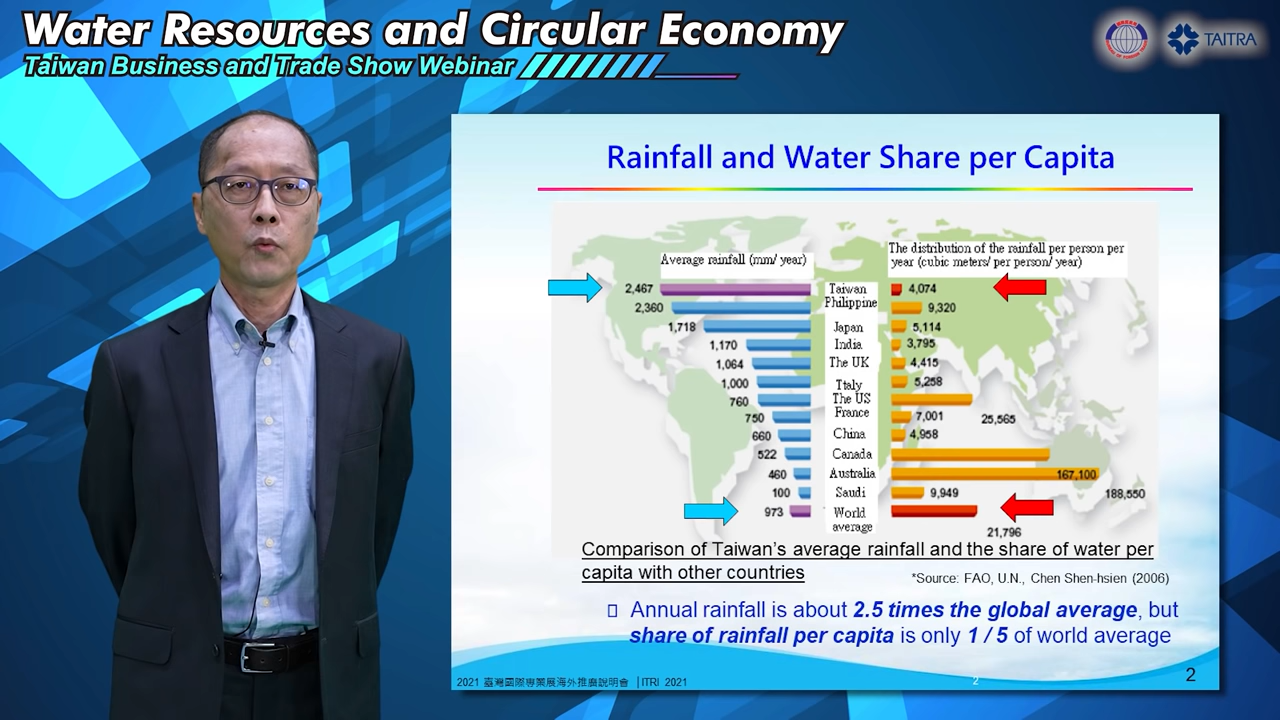 Water Resources and Circular Economy
Taiwan Business and Trade Show Webinar
TAITRA
Rainfall and Water Share per Capita
Average rainfall (mm/ year)
The distribution of the rainfall per person per
year (cubic meters/ per person/ year)
2,467 Taiwan 4,074
2,360 Philippine 9,320
1,718 Japan 5,114
1,170 India 3,795
1,064 The UK 4,415
1,000 Ttaly 5,258
760 The US 25,565
750 France 7,001
660 China 4,958
522 Canada 167,100
460 Australia 188,550
100 Saudi 9,949
973 World average 21,796
Comparison of Taiwan's average rainfall and the share of water per
capita with other countries
*Source: FAO, U.N., Chen Shen-hsien (2006)
Annual rainfall is about 2.5 times the global average, but
share of rainfall per capita is only 1 / 5 of world average
2021 臺灣國際專業展海外推廣說明會 | ITRI 2021
2
2